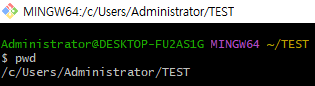 MINGW64:/c/Users/Administrator/TEST
Administrator@DESKTOP-FU2AS1G MINGW64 ~/TEST
$ pwd
/c/Users/Administrator/TEST